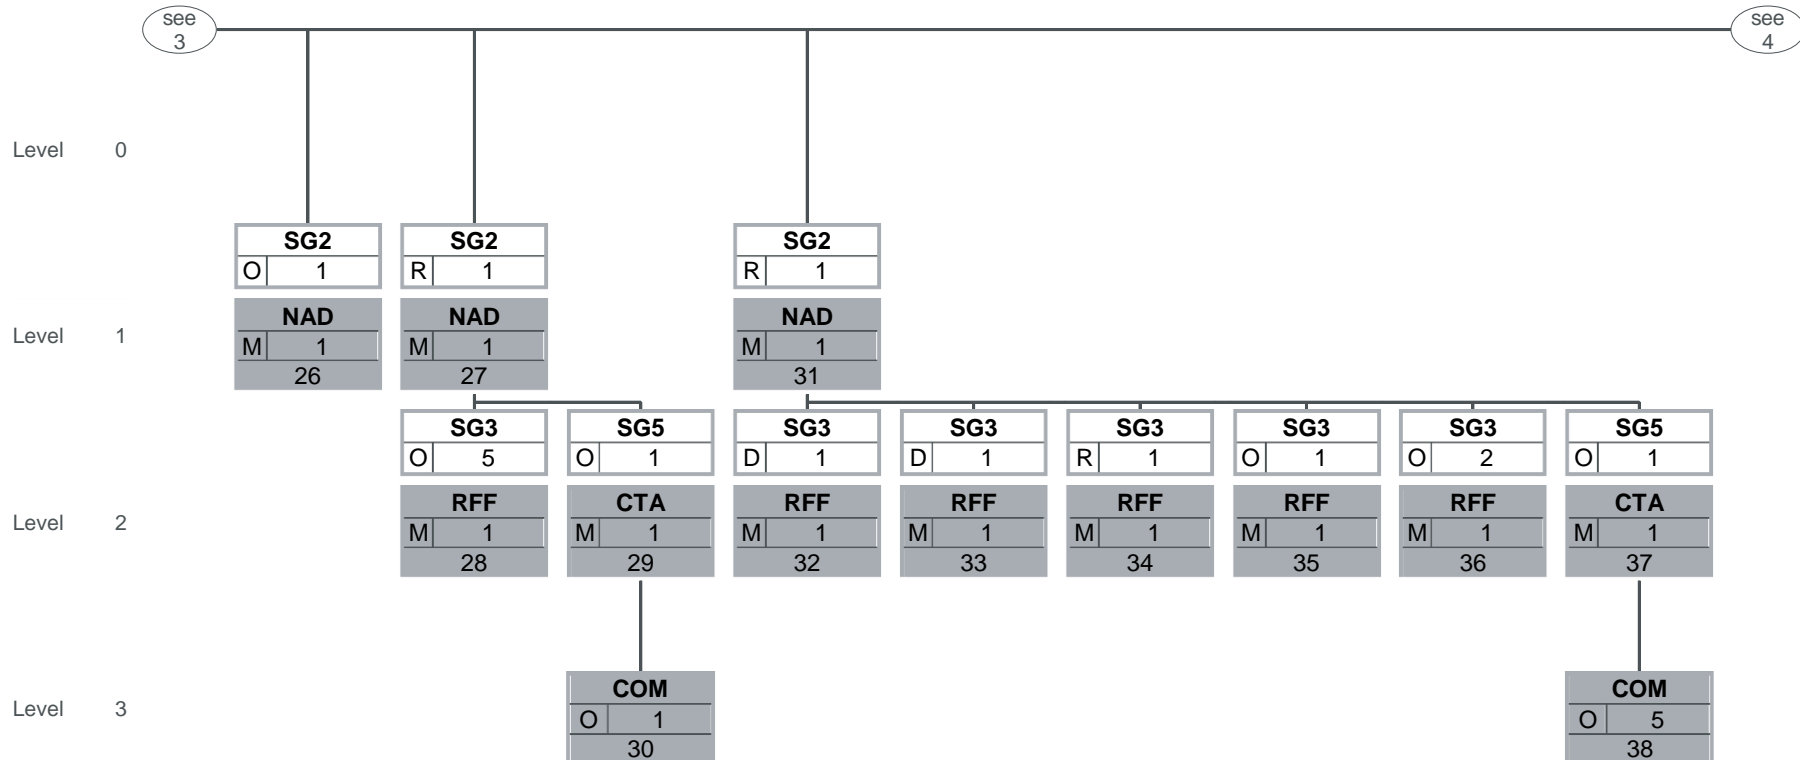 see
3
see
4
Level 0
SG2 SG2 SG2
O 1 R 1 R 1
NAD NAD NAD
Level 1
M 1 M 1 M 1
26 27 31
SG3 SG5 SG3 SG3 SG3 SG3 SG3 SG5
O 5 O 1 D 1 D 1 R 1 O 1 O 2 O 1
RFF CTA RFF RFF RFF RFF RFF CTA
Level 2
M 1 M 1 M 1 M 1 M 1 M 1 M 1 M 1
28 29 32 33 34 35 36 37
COM COM
Level 3
O 1 O 5
30 38